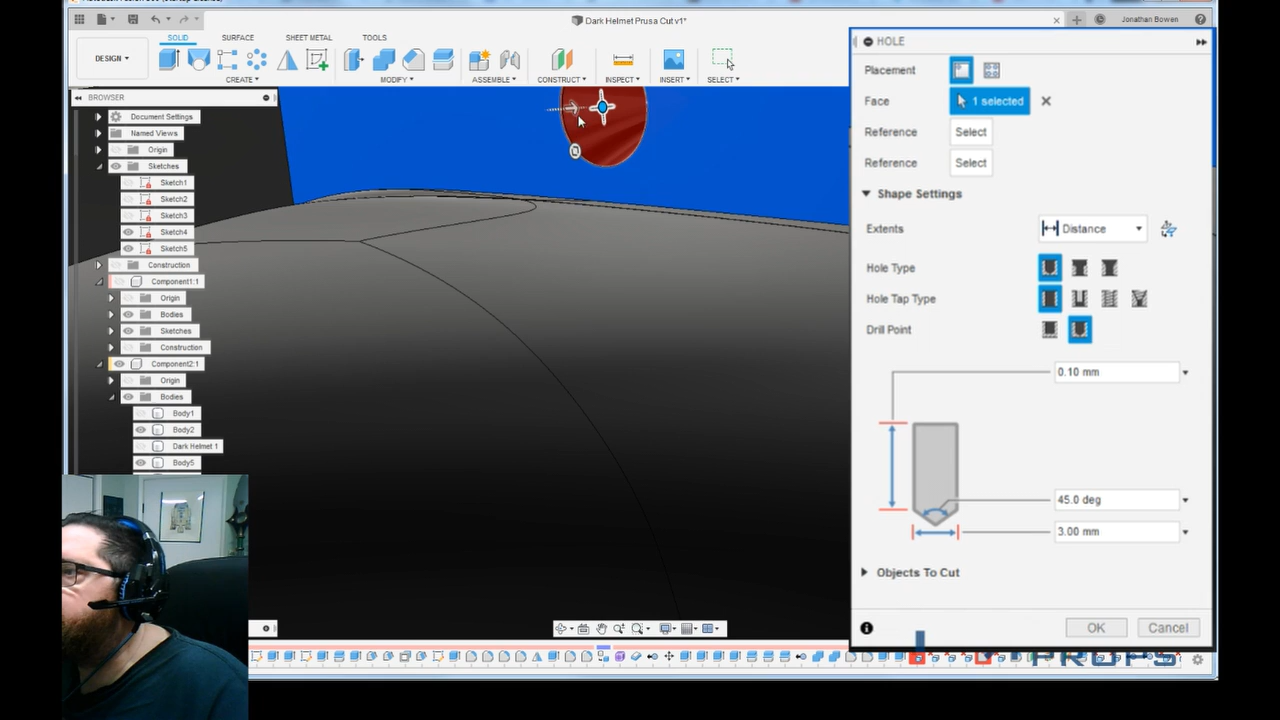 Dark Helmet Prusa Cut v1*
Jonathan Bowen
HOLE
SOLID
SURFACE
SHEET METAL
TOOLS
DESIGN
CREATE
MODIFY
ASSEMBLE
CONSTRUCT
INSPECT
INSERT
SELECT
BROWSER
Document Settings
Named Views
Origin
Sketches
Sketch1
Sketch2
Sketch3
Sketch4
Sketch5
Construction
Component1:1
Origin
Bodies
Sketches
Construction
Component2:1
Origin
Bodies
Body1
Body2
Dark Helmet 1
Body5
Placement
Face
1 selected
Reference
Select
Reference
Select
Shape Settings
Extents
Distance
Hole Type
Hole Tap Type
Drill Point
0.10 mm
45.0 deg
3.00 mm
Objects To Cut
OK
Cancel
PROPS